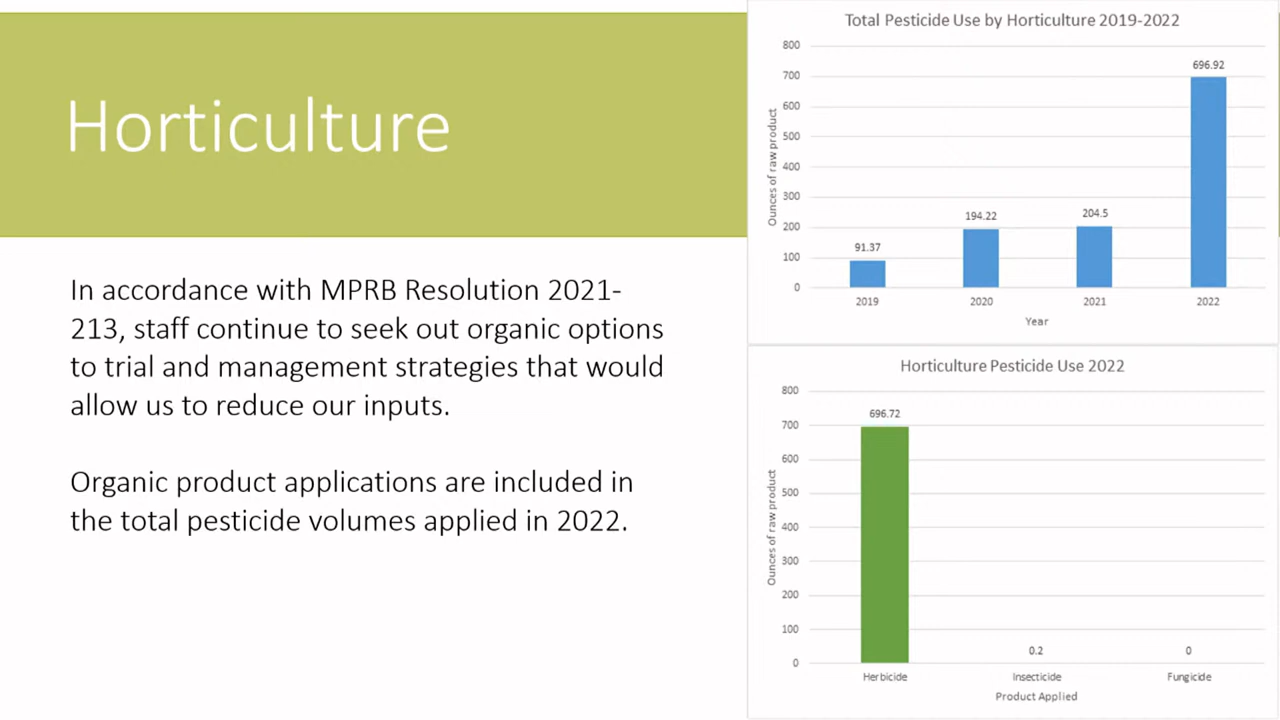 Horticulture
In accordance with MPRB Resolution 2021-
213, staff continue to seek out organic options
to trial and management strategies that would
allow us to reduce our inputs.
Organic product applications are included in
the total pesticide volumes applied in 2022.
Total Pesticide Use by Horticulture 2019-2022
Ounces of raw product
800
700
600
500
400
300
200
100
0
91.37
194.22
204.5
696.92
2019
2020
2021
2022
Year
Horticulture Pesticide Use 2022
Ounces of raw product
800
700
600
500
400
300
200
100
0
696.72
0.2
0
Herbicide
Insecticide
Fungicide
Product Applied